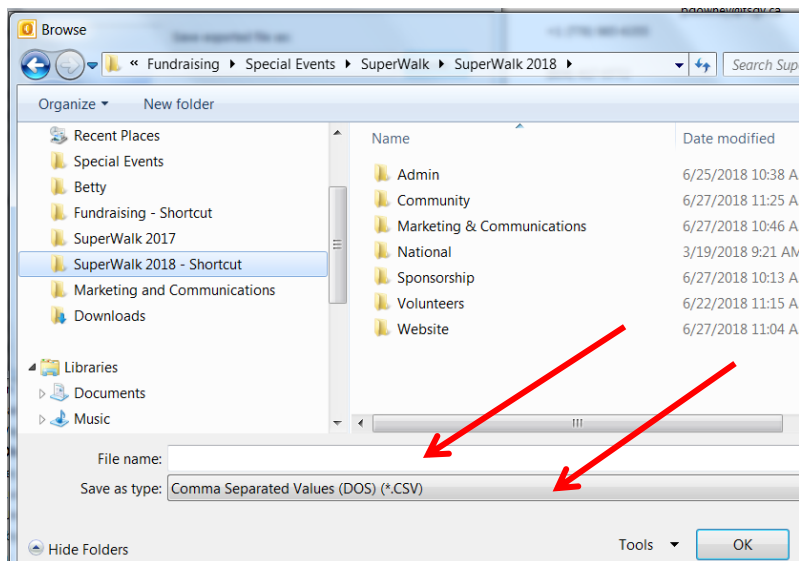 Browse
« Fundraising Special Events SuperWalk SuperWalk 2018
Search Sup
Organize New folder
Recent Places
Special Events
Betty
Fundraising - Shortcut
SuperWalk 2017
SuperWalk 2018 - Shortcut
Marketing and Communications
Downloads
Libraries
Documents
Music
Name Date modified
Admin 6/25/2018 10:38 A
Community 6/27/2018 11:25 A
Marketing & Communications 6/27/2018 10:46 A
National 3/19/2018 9:21 AM
Sponsorship 6/27/2018 10:13 A
Volunteers 6/22/2018 11:15 A
Website 6/27/2018 11:04 A
File name:
Save as type: Comma Separated Values (DOS) (*.CSV)
Hide Folders Tools OK